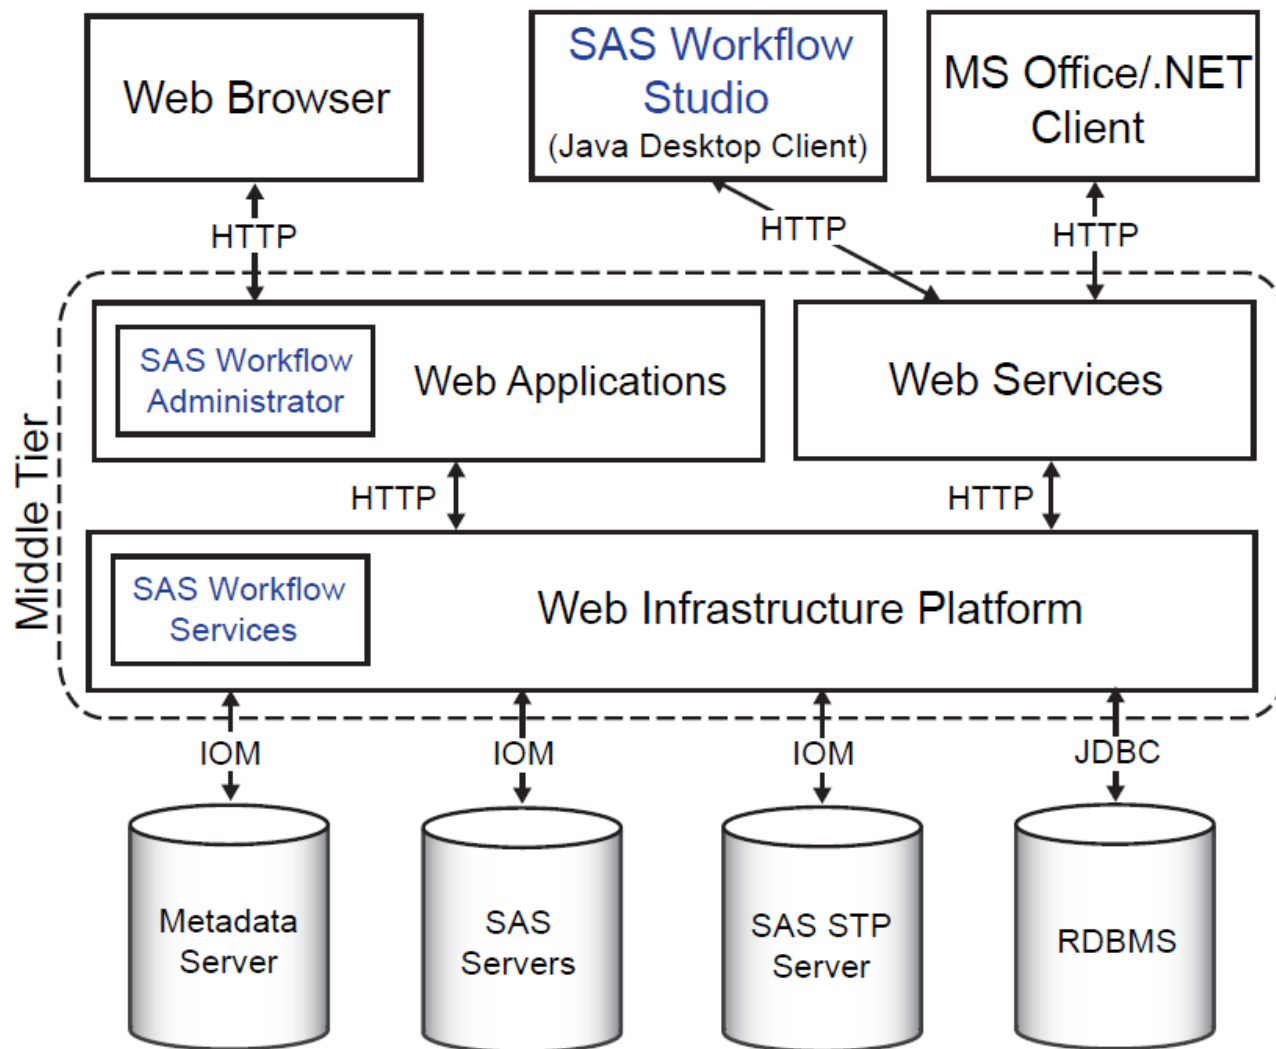 Web Browser
SAS Workflow
Studio
(Java Desktop Client)
MS Office/.NET
Client
HTTP
HTTP
HTTP
Middle Tier
SAS Workflow
Administrator
Web Applications
Web Services
HTTP
HTTP
SAS Workflow
Services
Web Infrastructure Platform
IOM
IOM
IOM
JDBC
Metadata
Server
SAS
Servers
SAS STP
Server
RDBMS